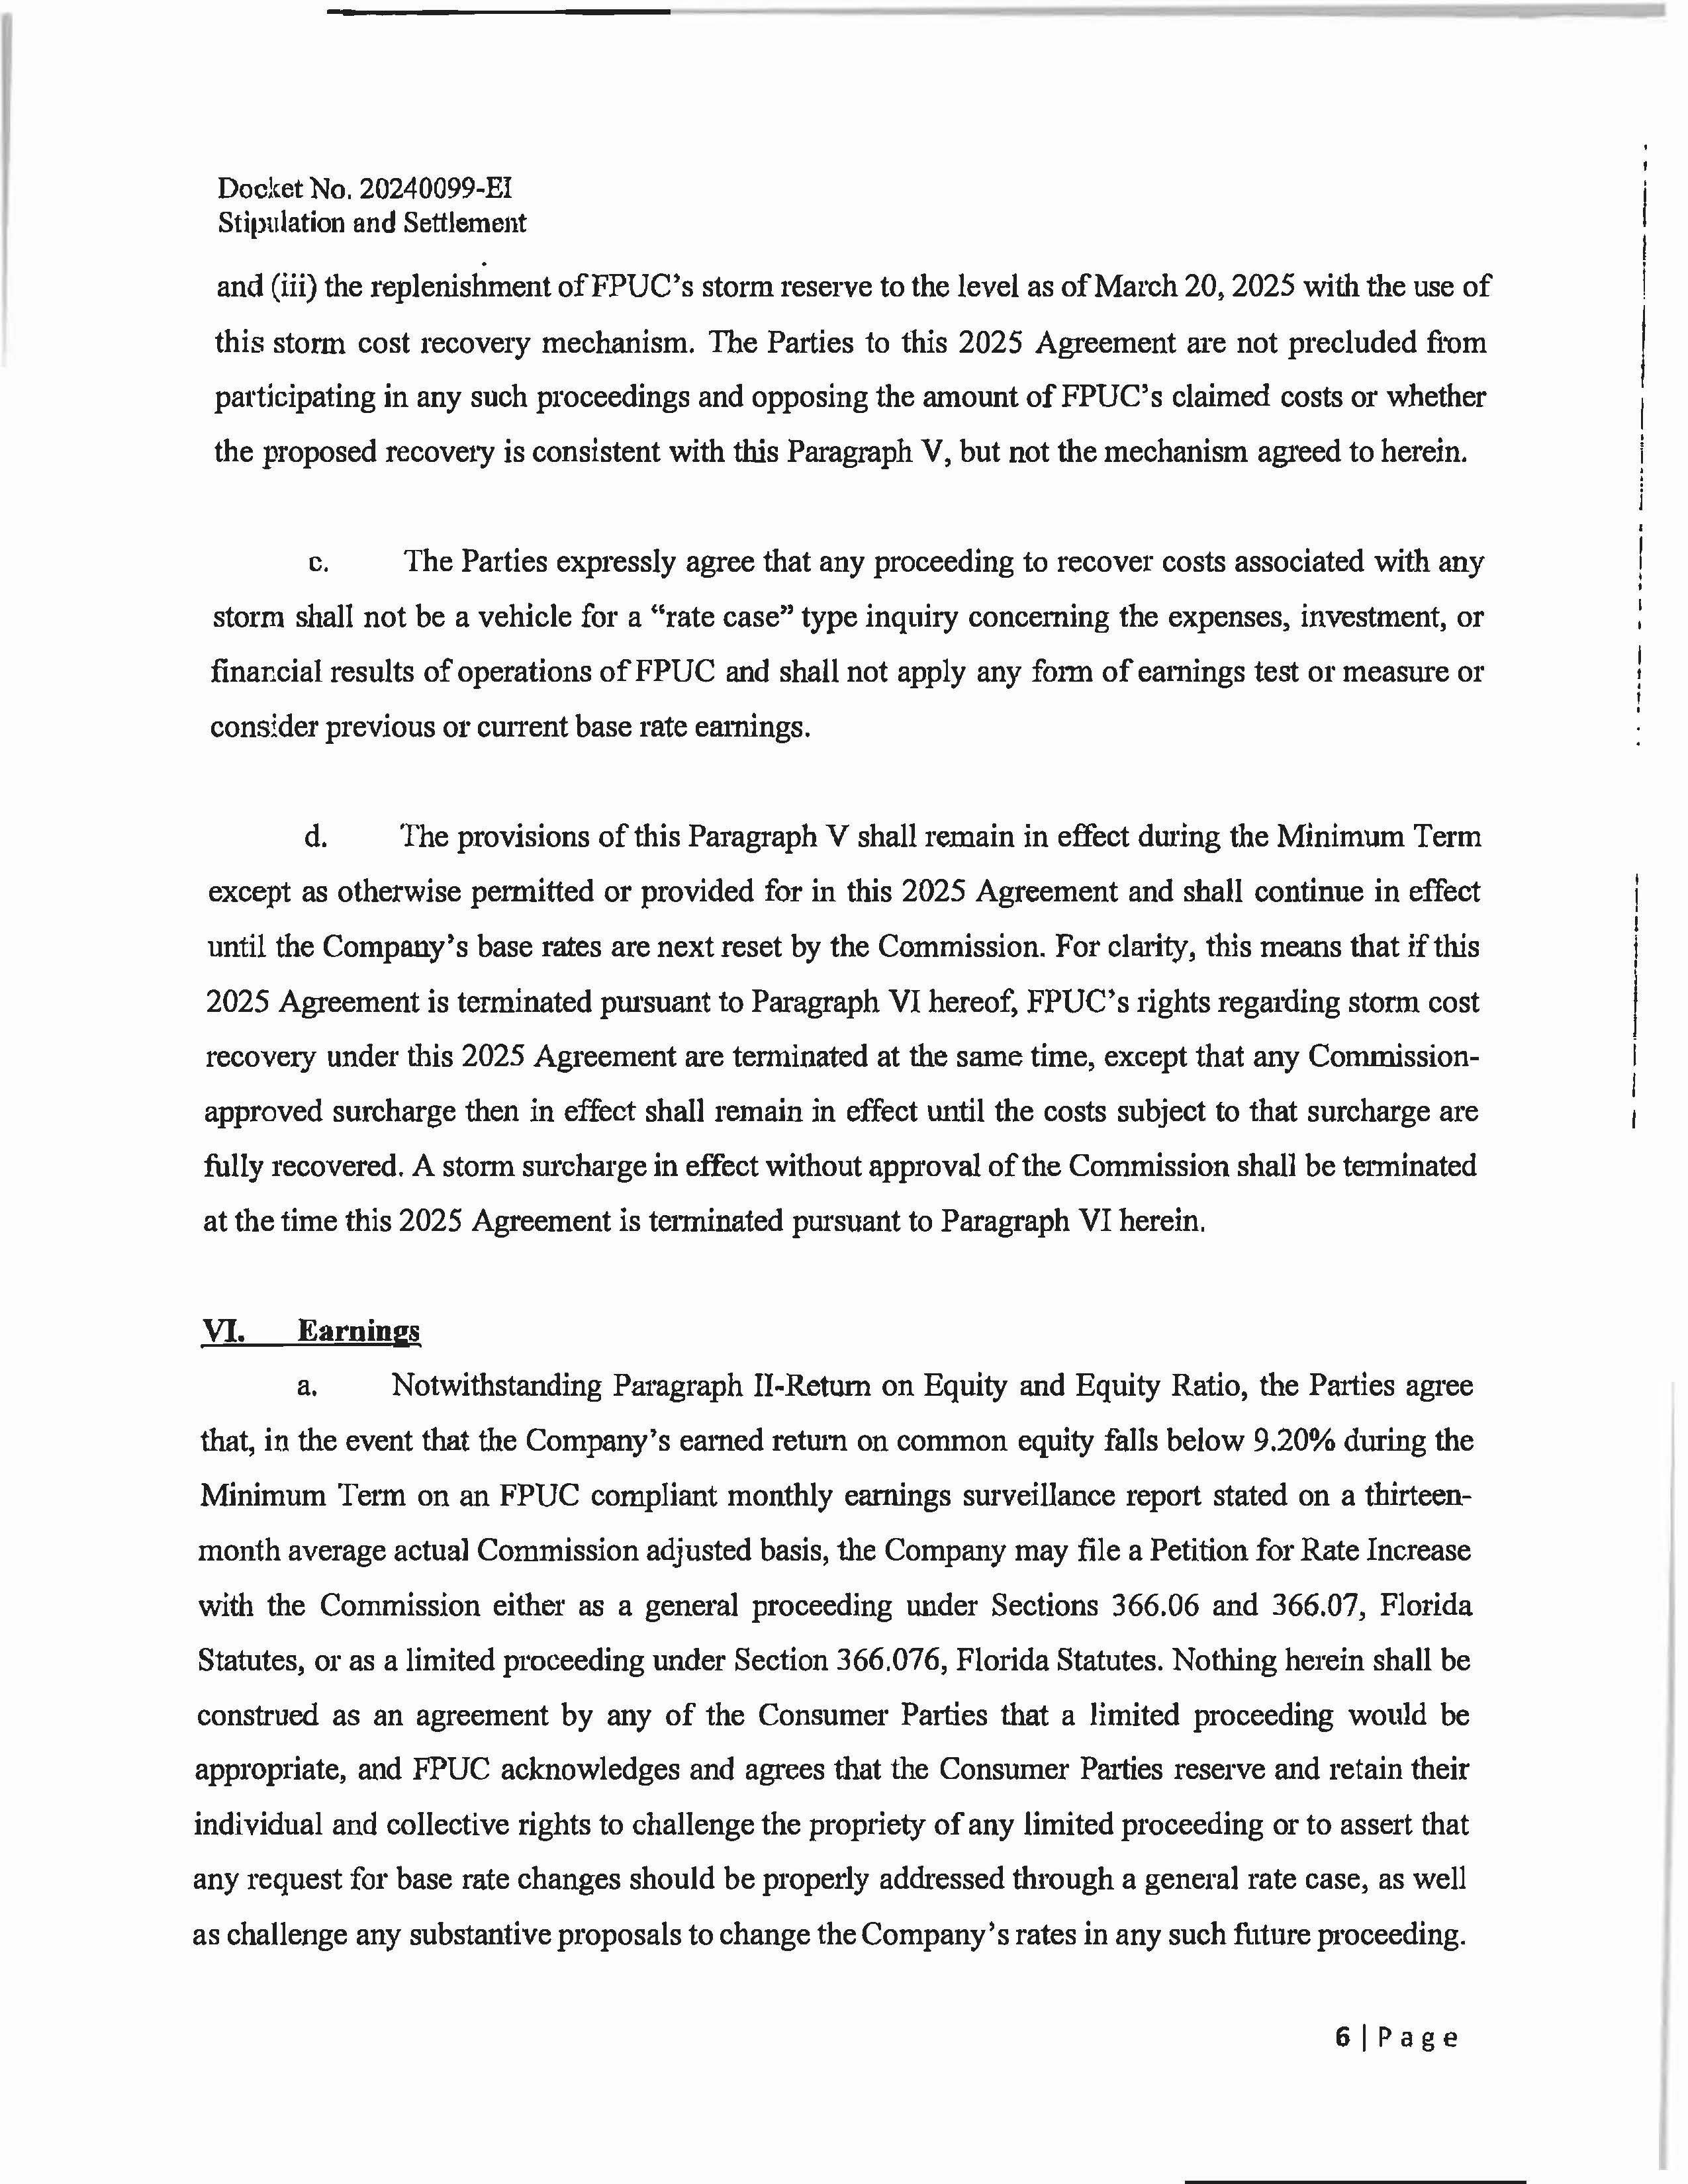 Docket No. 20240099-EI
Stipulation and Settlement
and (iii) the replenishment of FPUC's storm reserve to the level as of March 20, 2025 with the use of
this storm cost recovery mechanism. The Parties to this 2025 Agreement are not precluded from
participating in any such proceedings and opposing the amount of FPUC's claimed costs or whether
the proposed recovery is consistent with this Paragraph V, but not the mechanism agreed to herein.
c. The Parties expressly agree that any proceeding to recover costs associated with any
storm shall not be a vehicle for a “rate case” type inquiry concerning the expenses, investment, or
financial results of operations of FPUC and shall not apply any form of earnings test or measure or
consider previous or current base rate earnings.
d. The provisions of this Paragraph V shall remain in effect during the Minimum Term
except as otherwise permitted or provided for in this 2025 Agreement and shall continue in effect
until the Company's base rates are next reset by the Commission. For clarity, this means that if this
2025 Agreement is terminated pursuant to Paragraph VI hereof, FPUC's rights regarding storm cost
recovery under this 2025 Agreement are terminated at the same time, except that any Commission-
approved surcharge then in effect shall remain in effect until the costs subject to that surcharge are
fully recovered. A storm surcharge in effect without approval of the Commission shall be terminated
at the time this 2025 Agreement is terminated pursuant to Paragraph VI herein.
VI. Earnings
a. Notwithstanding Paragraph II-Return on Equity and Equity Ratio, the Parties agree
that, in the event that the Company's earned return on common equity falls below 9.20% during the
Minimum Term on an FPUC compliant monthly earnings surveillance report stated on a thirteen-
month average actual Commission adjusted basis, the Company may file a Petition for Rate Increase
with the Commission either as a general proceeding under Sections 366.06 and 366.07, Florida
Statutes, or as a limited proceeding under Section 366.076, Florida Statutes. Nothing herein shall be
construed as an agreement by any of the Consumer Parties that a limited proceeding would be
appropriate, and FPUC acknowledges and agrees that the Consumer Parties reserve and retain their
individual and collective rights to challenge the propriety of any limited proceeding or to assert that
any request for base rate changes should be properly addressed through a general rate case, as well
as challenge any substantive proposals to change the Company's rates in any such future proceeding.
6 | P a g e